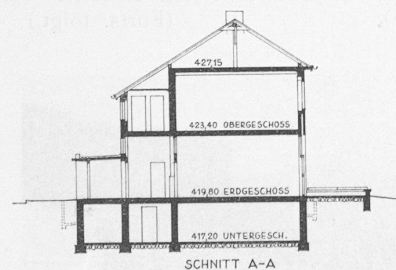 427,15
423,40 OBERGESCHOSS
419,80 ERDGESCHOSS
417,20 UNTERGESCH.
SCHNITT A-A